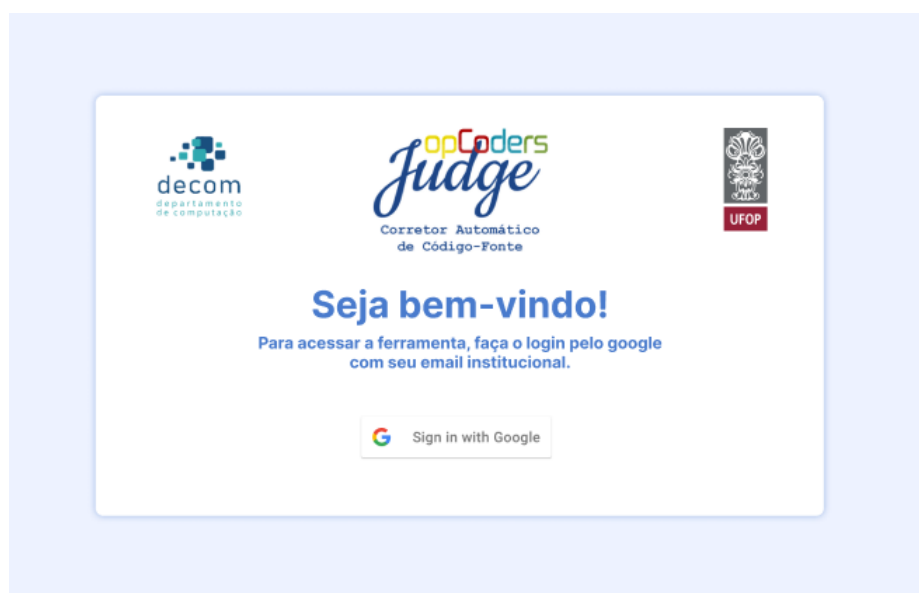 decom
departamento
de computação
opCoders
Judge
Corretor Automático
de Código-Fonte
UFOP
Seja bem-vindo!
Para acessar a ferramenta, faça o login pelo google
com seu email institucional.
Sign in with Google